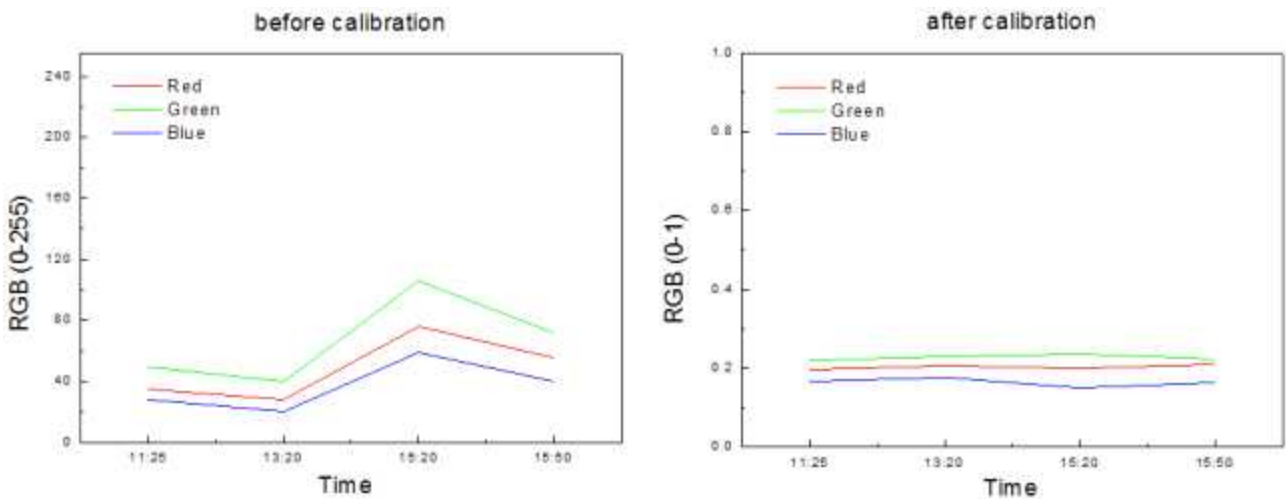 before calibration
240
200
160
120
80
40
0
RGB (0-255)
Red
Green
Blue
11:25
13:20
15:20
15:50
Time
after calibration
1.0
0.8
0.6
0.4
0.2
0.0
RGB (0-1)
Red
Green
Blue
11:25
13:20
15:20
15:50
Time